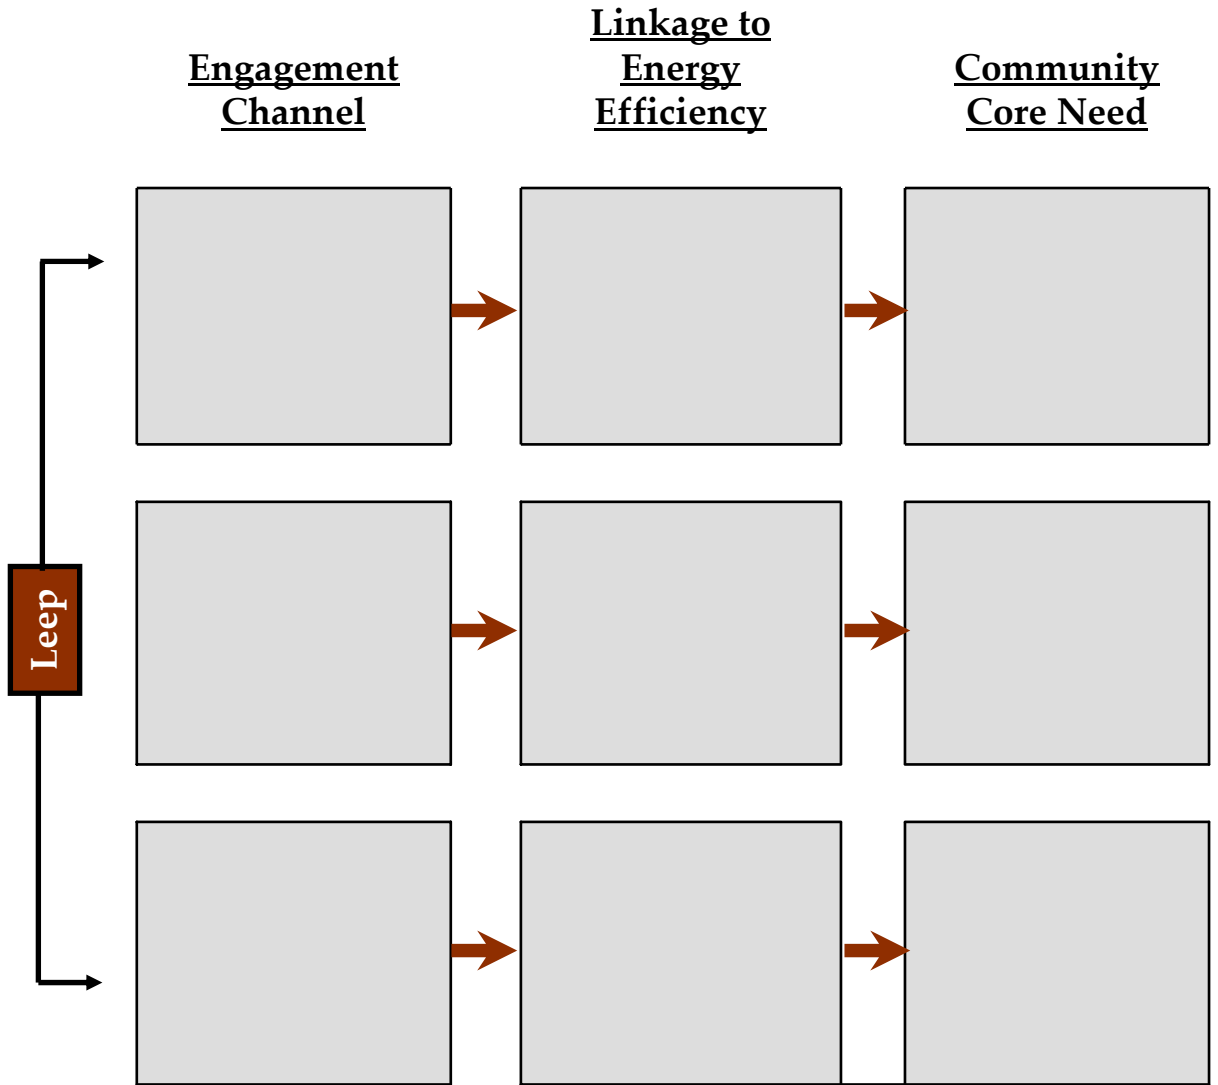 Engagement
Channel
Linkage to
Energy
Efficiency
Community
Core Need
Leep